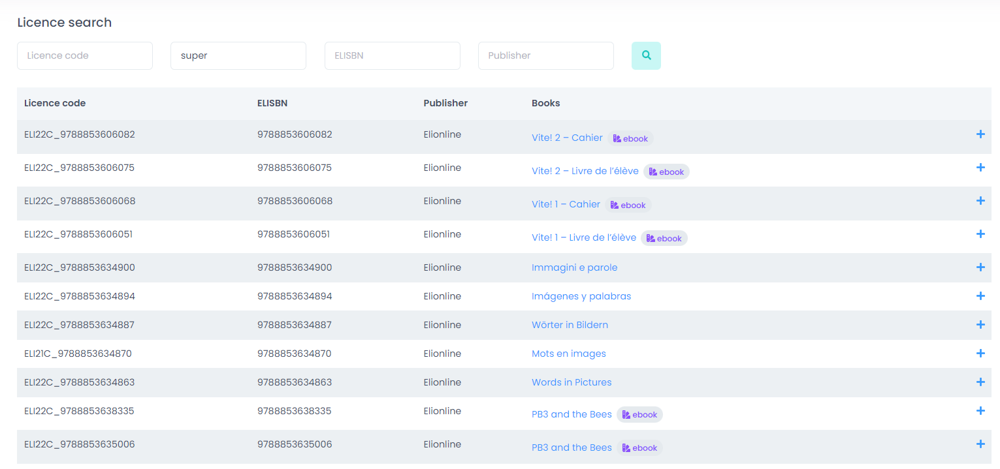 Licence search
Licence code super ELISBN Publisher
Licence code ELISBN Publisher Books
ELI22C_9788853606082 9788853606082 Elionline Vite! 2 – Cahier ebook
ELI22C_9788853606075 9788853606075 Elionline Vite! 2 – Livre de l’élève ebook
ELI22C_9788853606068 9788853606068 Elionline Vite! 1 – Cahier ebook
ELI22C_9788853606051 9788853606051 Elionline Vite! 1 – Livre de l’élève ebook
ELI22C_9788853634900 9788853634900 Elionline Immagini e parole
ELI22C_9788853634894 9788853634894 Elionline Imágenes y palabras
ELI22C_9788853634887 9788853634887 Elionline Wörter in Bildern
ELI21C_9788853634870 9788853634870 Elionline Mots en images
ELI22C_9788853634863 9788853634863 Elionline Words in Pictures
ELI22C_9788853638335 9788853638335 Elionline PB3 and the Bees ebook
ELI22C_9788853635006 9788853635006 Elionline PB3 and the Bees ebook